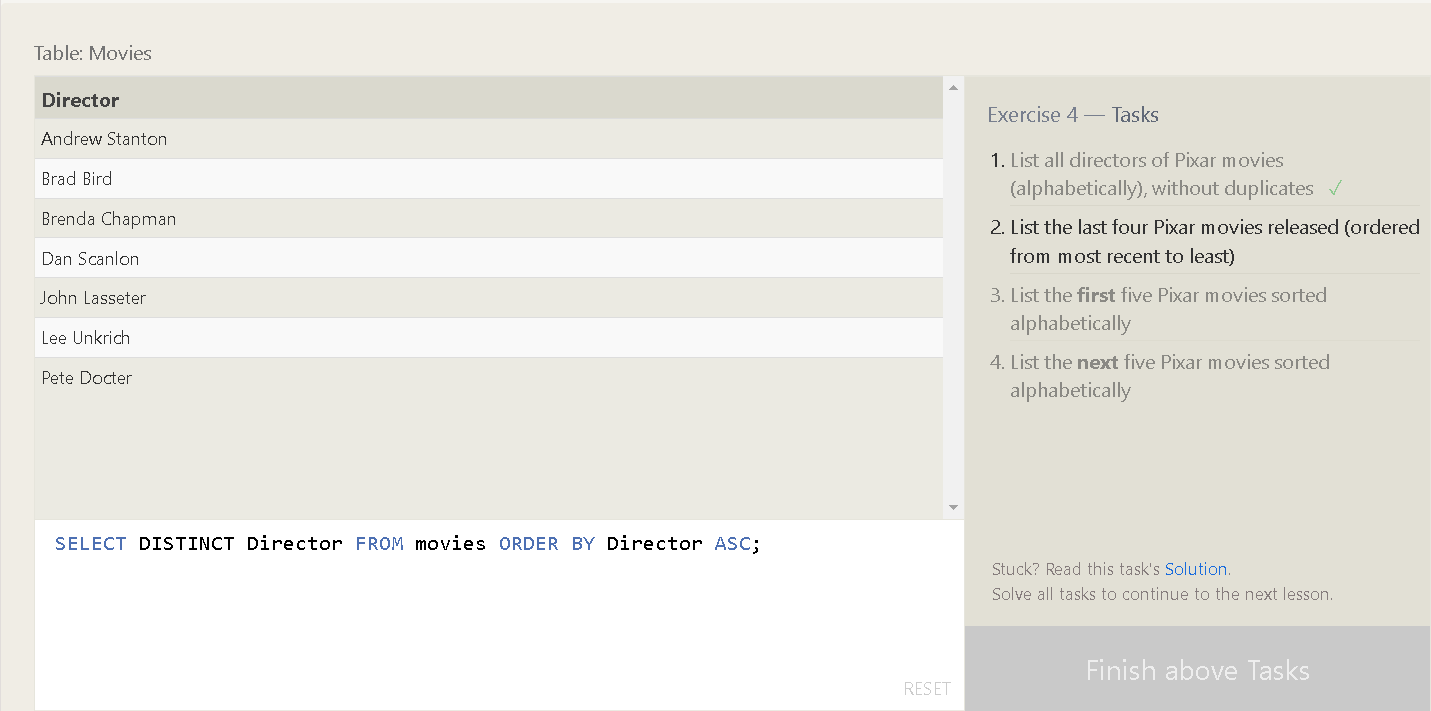 Table: Movies
Director
Andrew Stanton
Brad Bird
Brenda Chapman
Dan Scanlon
John Lasseter
Lee Unkrich
Pete Docter
SELECT DISTINCT Director FROM movies ORDER BY Director ASC;
RESET
Exercise 4 — Tasks
1. List all directors of Pixar movies
(alphabetically), without duplicates ✓
2. List the last four Pixar movies released (ordered
from most recent to least)
3. List the first five Pixar movies sorted
alphabetically
4. List the next five Pixar movies sorted
alphabetically
Stuck? Read this task's Solution.
Solve all tasks to continue to the next lesson.
Finish above Tasks